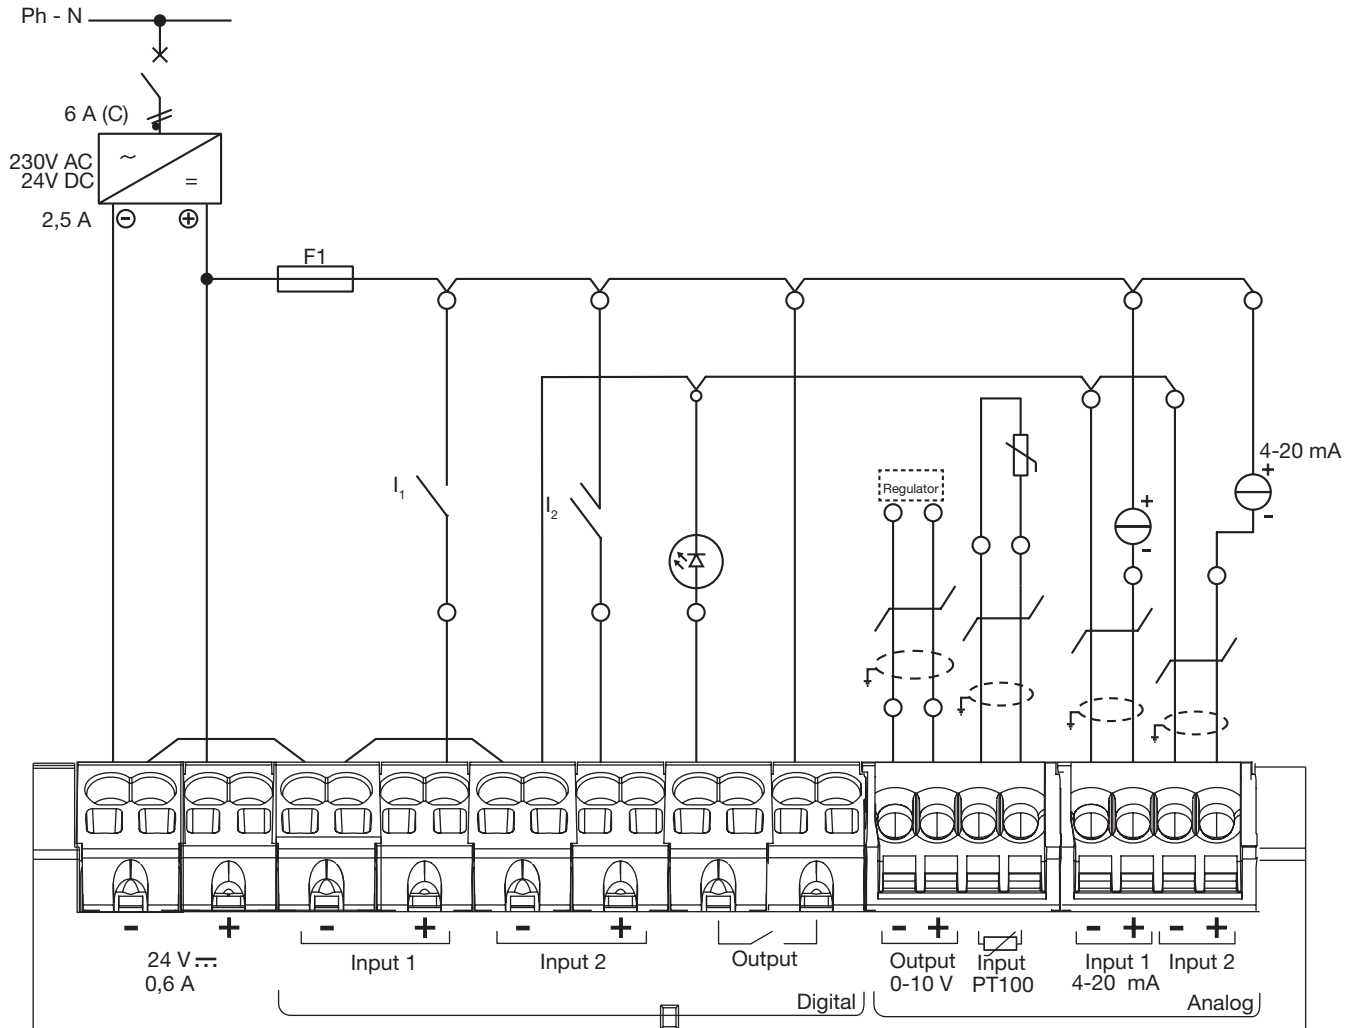 Ph - N
6 A (C)
230V AC
24V DC
2,5 A
F1
4-20 mA
I1
I2
Regulator
+
-
+
-
- + - + - + - + - + - +
24 V
0,6 A
Input 1
Input 2
Output
Output
0-10 V
Input
PT100
Input 1
4-20 mA
Input 2
Digital
Analog